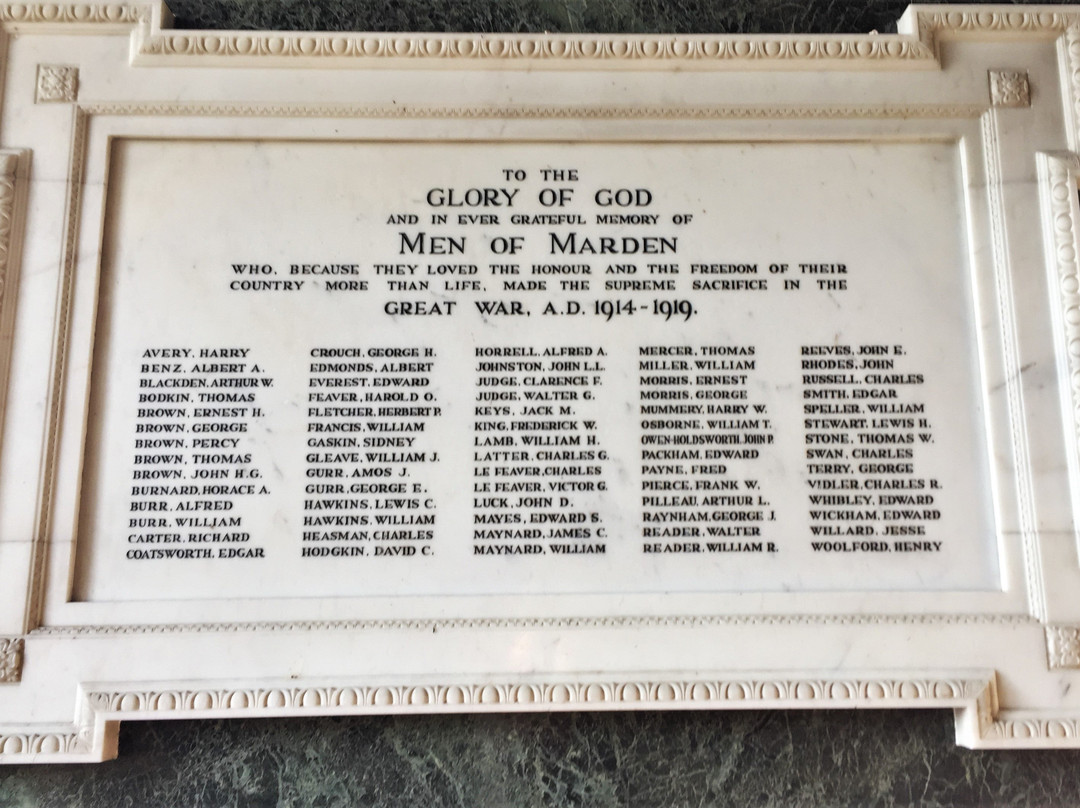 TO THE
GLORY OF GOD
AND IN EVER GRATEFUL MEMORY OF
MEN OF MARDEN
WHO, BECAUSE THEY LOVED THE HONOUR AND THE FREEDOM OF THEIR
COUNTRY MORE THAN LIFE, MADE THE SUPREME SACRIFICE IN THE
GREAT WAR, A.D. 1914-1919.
AVERY, HARRY
BENZ, ALBERT A.
BLACKDEN, ARTHUR W.
BODKIN, THOMAS
BROWN, ERNEST H.
BROWN, GEORGE
BROWN, PERCY
BROWN, THOMAS
BROWN, JOHN H.G.
BURNARD, HORACE A.
BURR, ALFRED
BURR, WILLIAM
CARTER, RICHARD
COATSWORTH, EDGAR
CROUCH, GEORGE H.
EDMONDS, ALBERT
EVEREST, EDWARD
FEAVER, HAROLD O.
FLETCHER, HERBERT P.
FRANCIS, WILLIAM
GASKIN, SIDNEY
GLEAVE, WILLIAM J.
GURR, AMOS J.
GURR, GEORGE E.
HAWKINS, LEWIS C.
HAWKINS, WILLIAM
HEASMAN, CHARLES
HODGKIN, DAVID C.
HORRELL, ALFRED A.
JOHNSTON, JOHN L.L.
JUDGE, CLARENCE F.
JUDGE, WALTER G.
KEYS, JACK M.
KING, FREDERICK W.
LAMB, WILLIAM H.
LATTER, CHARLES G.
LE FEAVER, CHARLES
LE FEAVER, VICTOR G.
LUCK, JOHN D.
MAYES, EDWARD S.
MAYNARD, JAMES C.
MAYNARD, WILLIAM
MERCER, THOMAS
MILLER, WILLIAM
MORRIS, ERNEST
MORRIS, GEORGE
MUMMERY, HARRY W.
OSBORNE, WILLIAM T.
OWEN-HOLDSWORTH, JOHN P.
PACKHAM, EDWARD
PAYNE, FRED
PIERCE, FRANK W.
PILLEAU, ARTHUR L.
RAYNHAM, GEORGE J.
READER, WALTER
READER, WILLIAM R.
REEVES, JOHN E.
RHODES, JOHN
RUSSELL, CHARLES
SMITH, EDGAR
SPELLER, WILLIAM
STEWART, LEWIS H.
STONE, THOMAS W.
SWAN, CHARLES
TERRY, GEORGE
VIDLER, CHARLES R.
WHIBLEY, EDWARD
WICKHAM, EDWARD
WILLARD, JESSE
WOOLFORD, HENRY